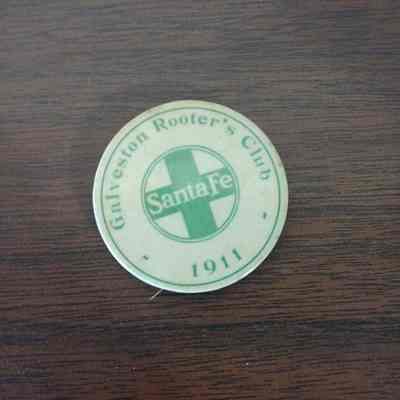 Galveston Rooter's Club
Santa Fe
- 1911 -